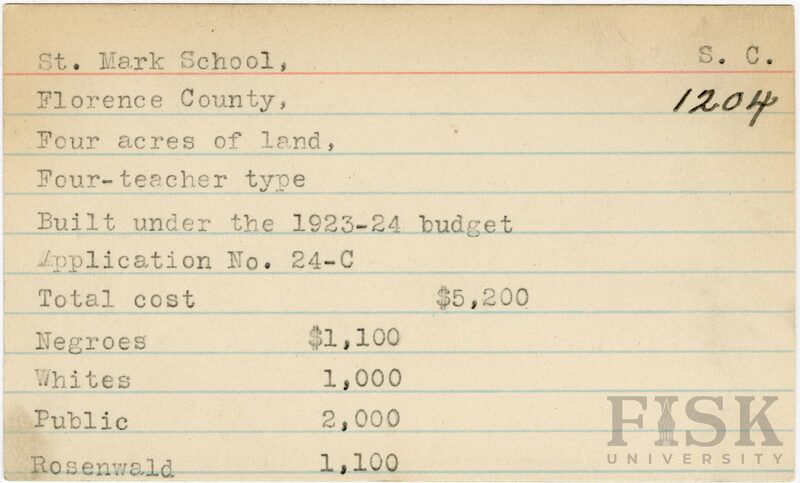 St. Mark School, S. C.
Florence County, 1204
Four acres of land,
Four-teacher type
Built under the 1923-24 budget
Application No. 24-C
Total cost $5,200
Negroes $1,100
Whites 1,000
Public 2,000
Rosenwald 1,100
FISK
UNIVERSITY